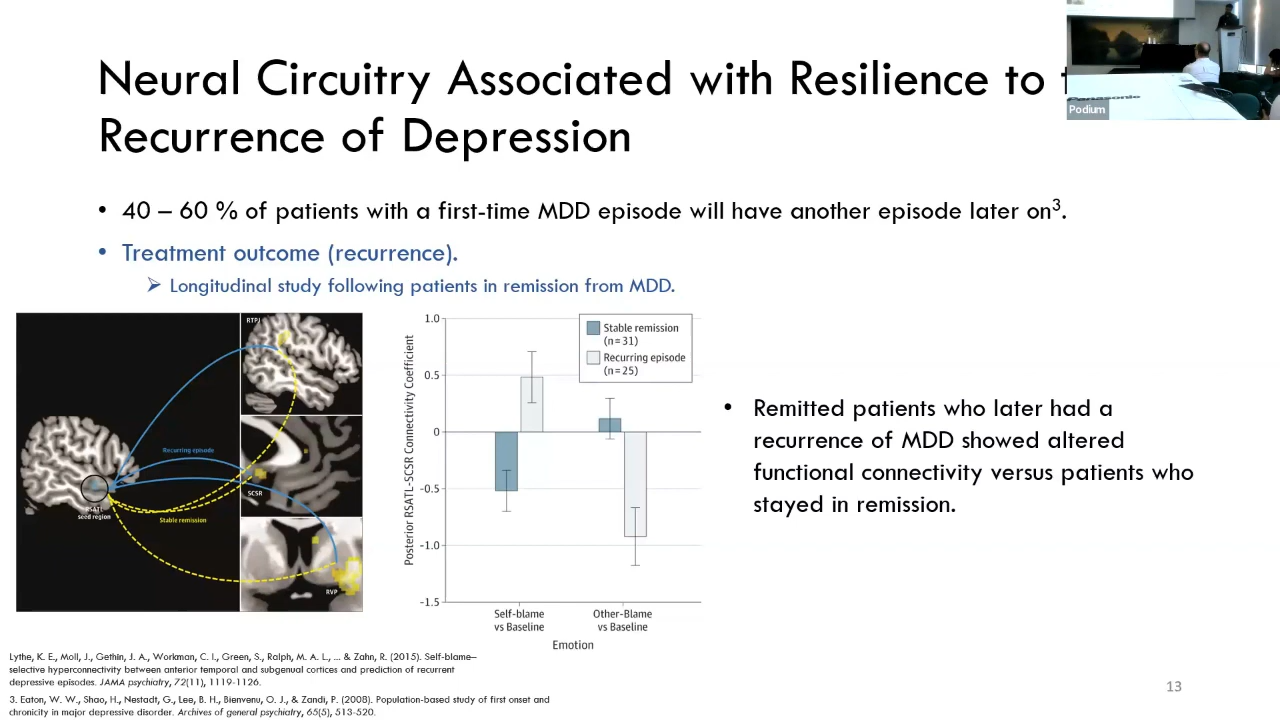 Neural Circuitry Associated with Resilience to
Recurrence of Depression
Panasonic
Podium
• 40 – 60 % of patients with a first-time MDD episode will have another episode later on³.
• Treatment outcome (recurrence).
➢ Longitudinal study following patients in remission from MDD.
RTPJ
Recurring episode
SCSR
RSATL
seed region
Stable remission
RVP
Posterior RSATL-SCSR Connectivity Coefficient
1.0
0.5
0
-0.5
-1.0
-1.5
Stable remission
(n=31)
Recurring episode
(n=25)
Self-blame
vs Baseline
Other-Blame
vs Baseline
Emotion
• Remitted patients who later had a
recurrence of MDD showed altered
functional connectivity versus patients who
stayed in remission.
Lythe, K. E., Moll, J., Gethin, J. A., Workman, C. I., Green, S., Ralph, M. A. L., ... & Zahn, R. (2015). Self-blame–
selective hyperconnectivity between anterior temporal and subgenual cortices and prediction of recurrent
depressive episodes. JAMA psychiatry, 72(11), 1119-1126.
3. Eaton, W. W., Shao, H., Nestadt, G., Lee, B. H., Bienvenu, O. J., & Zandi, P. (2008). Population-based study of first onset and
chronicity in major depressive disorder. Archives of general psychiatry, 65(5), 513-520.
13